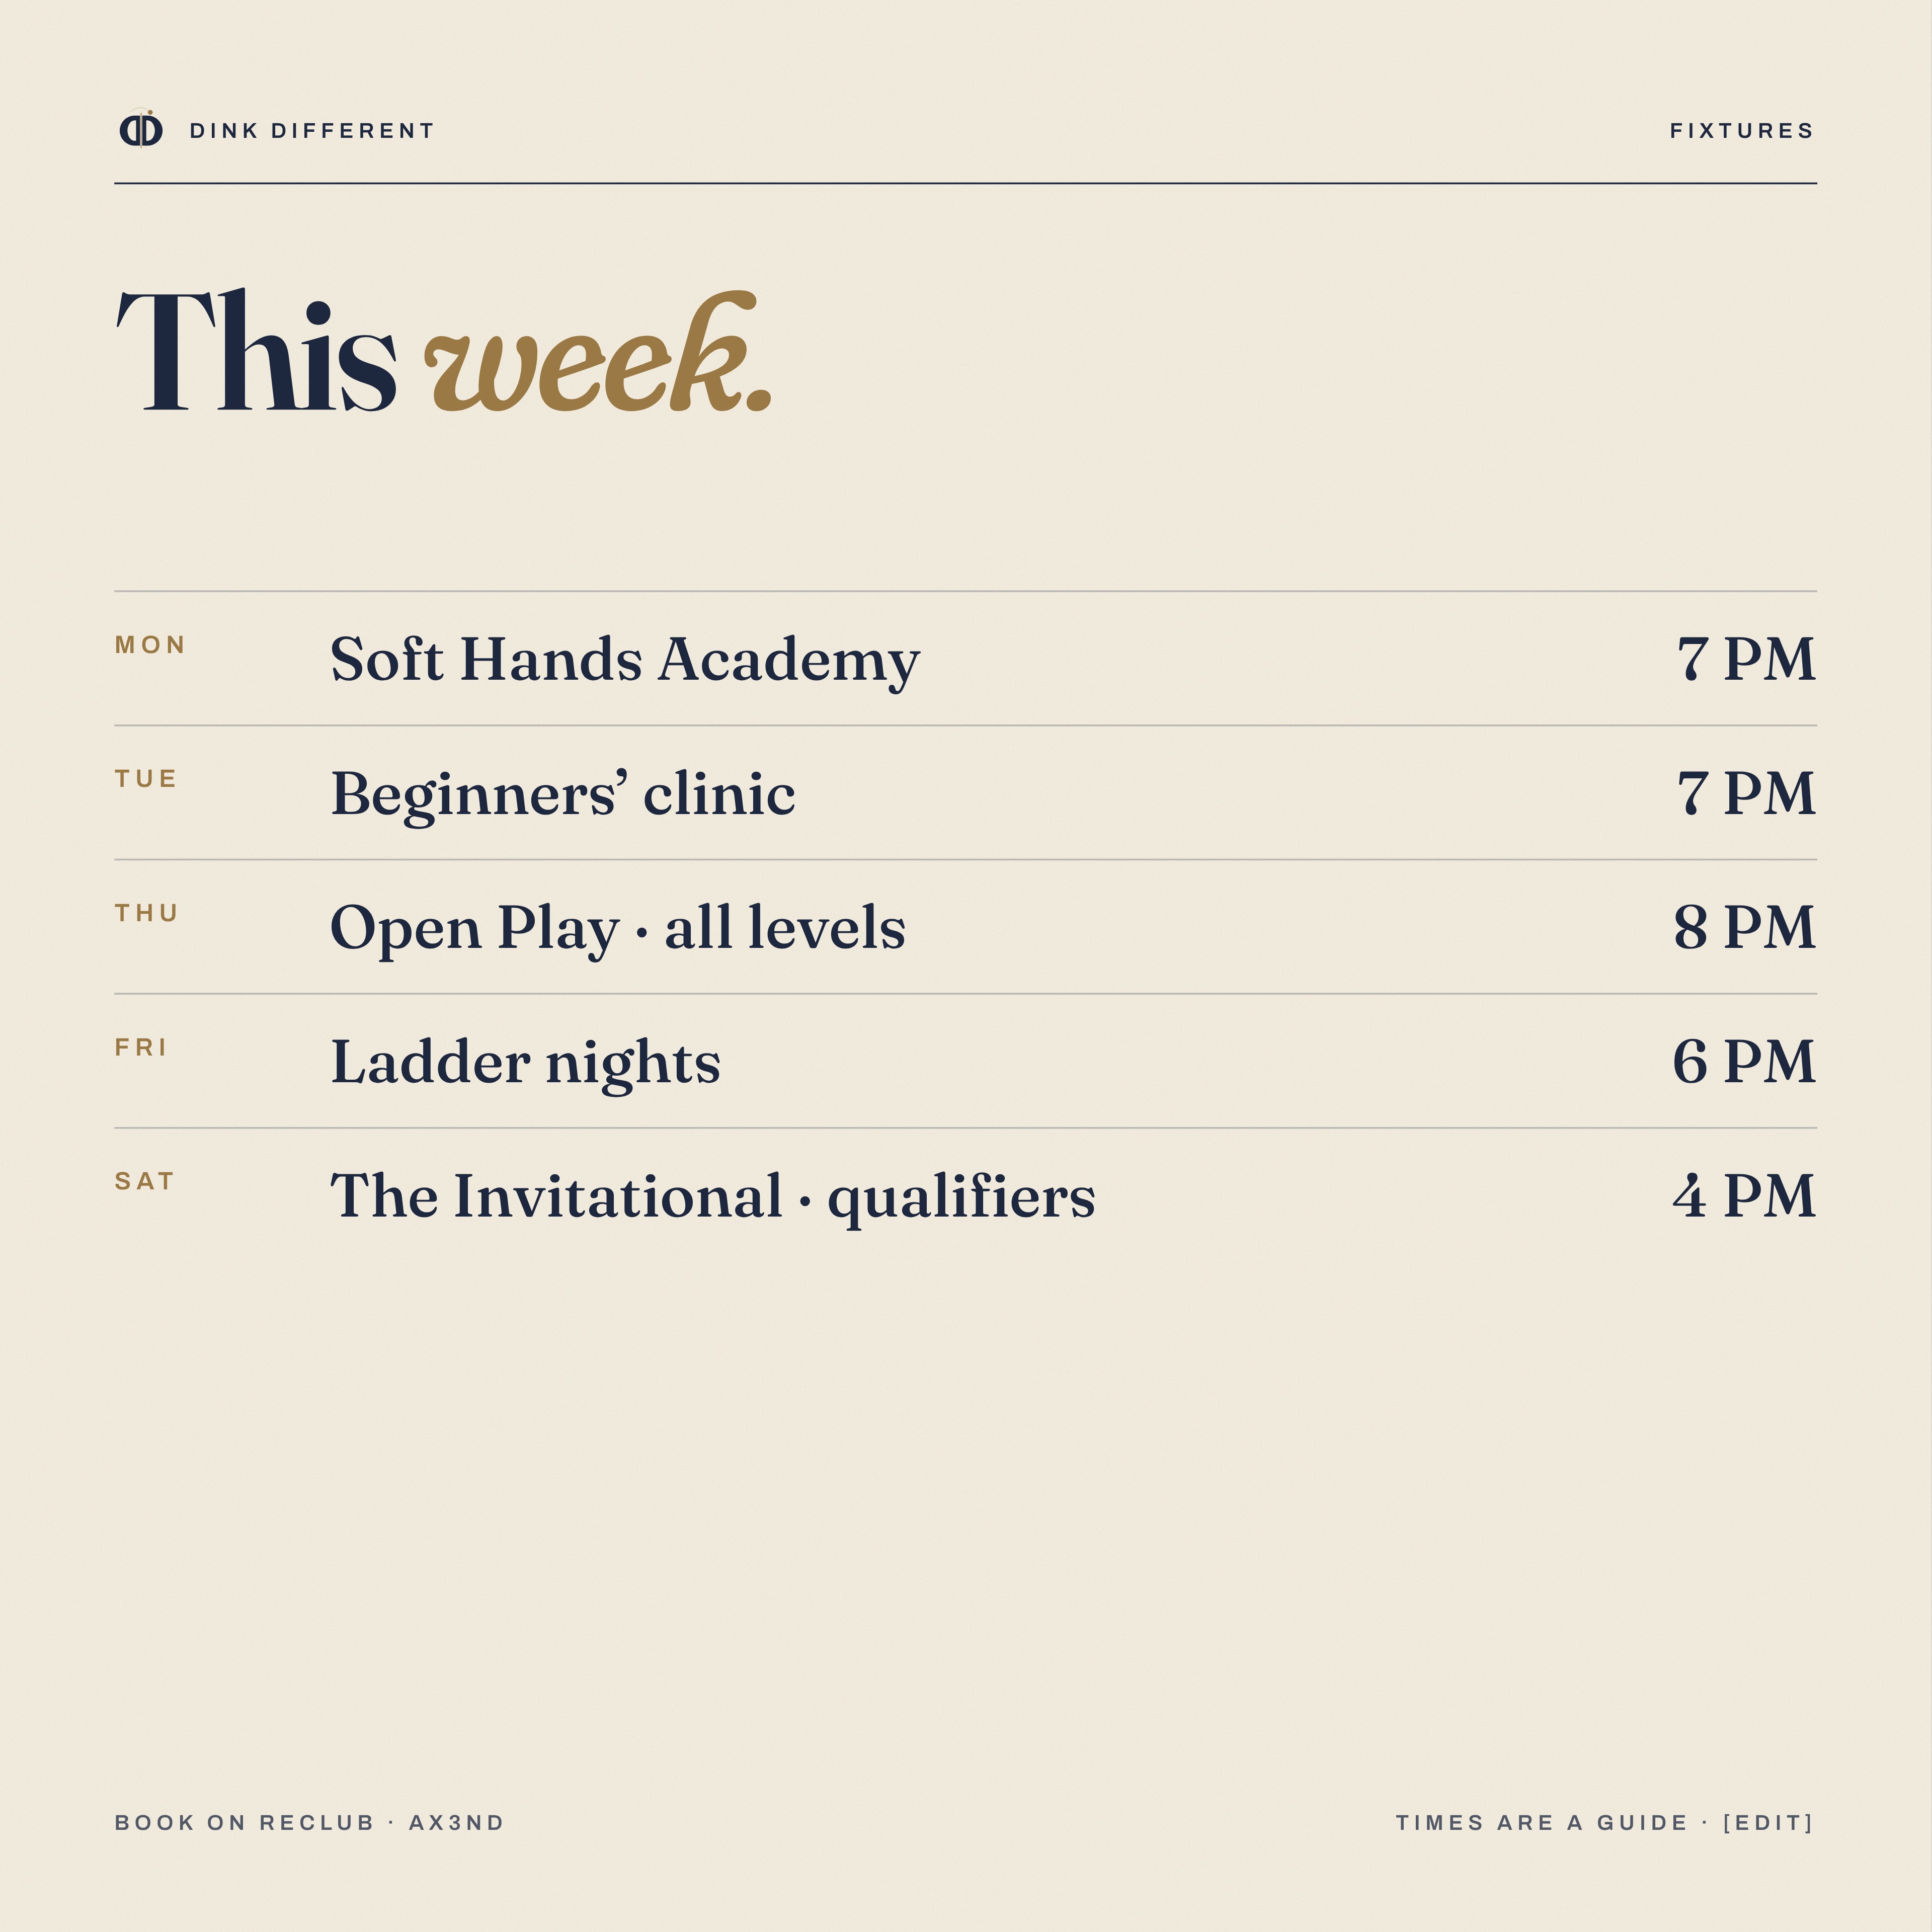 DINK DIFFERENT
FIXTURES
This week.
MON Soft Hands Academy 7 PM
TUE Beginners’ clinic 7 PM
THU Open Play · all levels 8 PM
FRI Ladder nights 6 PM
SAT The Invitational · qualifiers 4 PM
BOOK ON RECLUB · AX3ND
TIMES ARE A GUIDE · [EDIT]